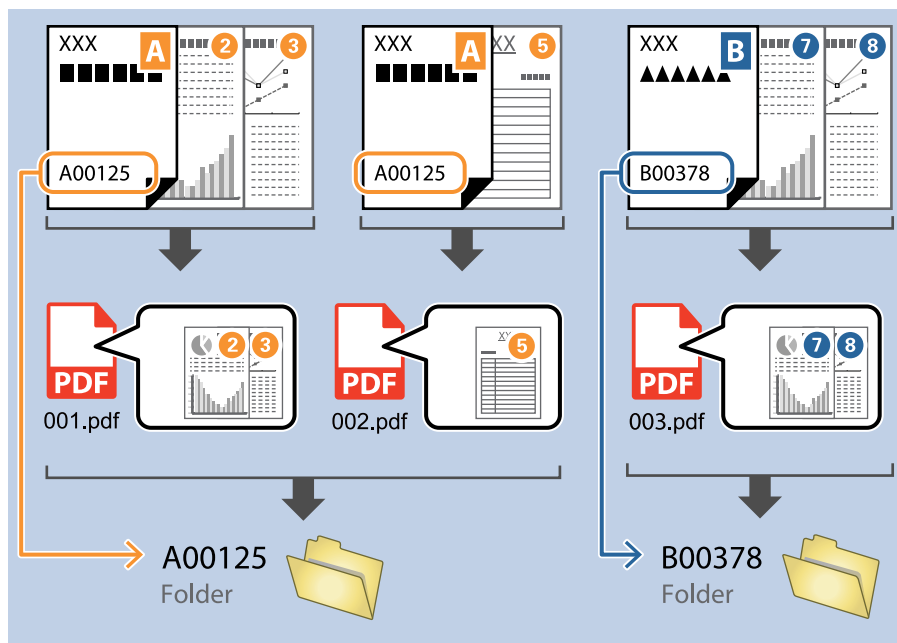 XXX
A
2
3
A00125
XXX
A
XX
5
A00125
XXX
B
7
8
B00378
PDF
2
3
001.pdf
PDF
XX
5
002.pdf
PDF
7
8
003.pdf
A00125
Folder
B00378
Folder